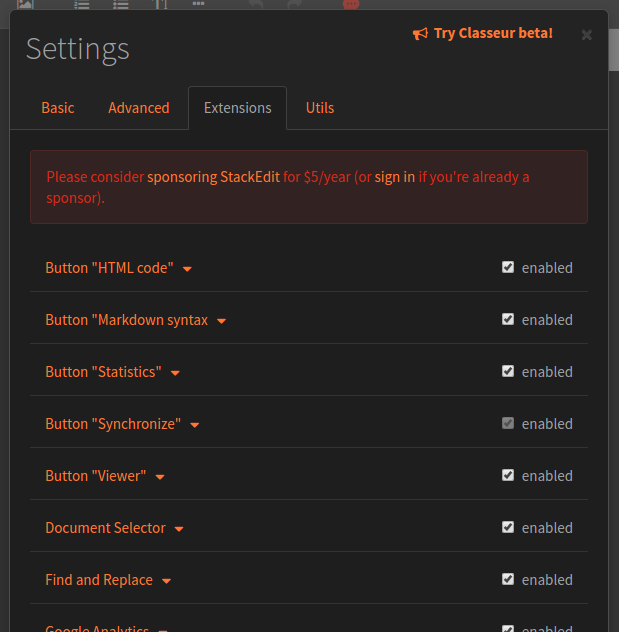 Try Classeur beta!
Settings
Basic Advanced Extensions Utils
Please consider sponsoring StackEdit for $5/year (or sign in if you're already a
sponsor).
Button "HTML code" enabled
Button "Markdown syntax enabled
Button "Statistics" enabled
Button "Synchronize" enabled
Button "Viewer" enabled
Document Selector enabled
Find and Replace enabled
Google Analytics enabled